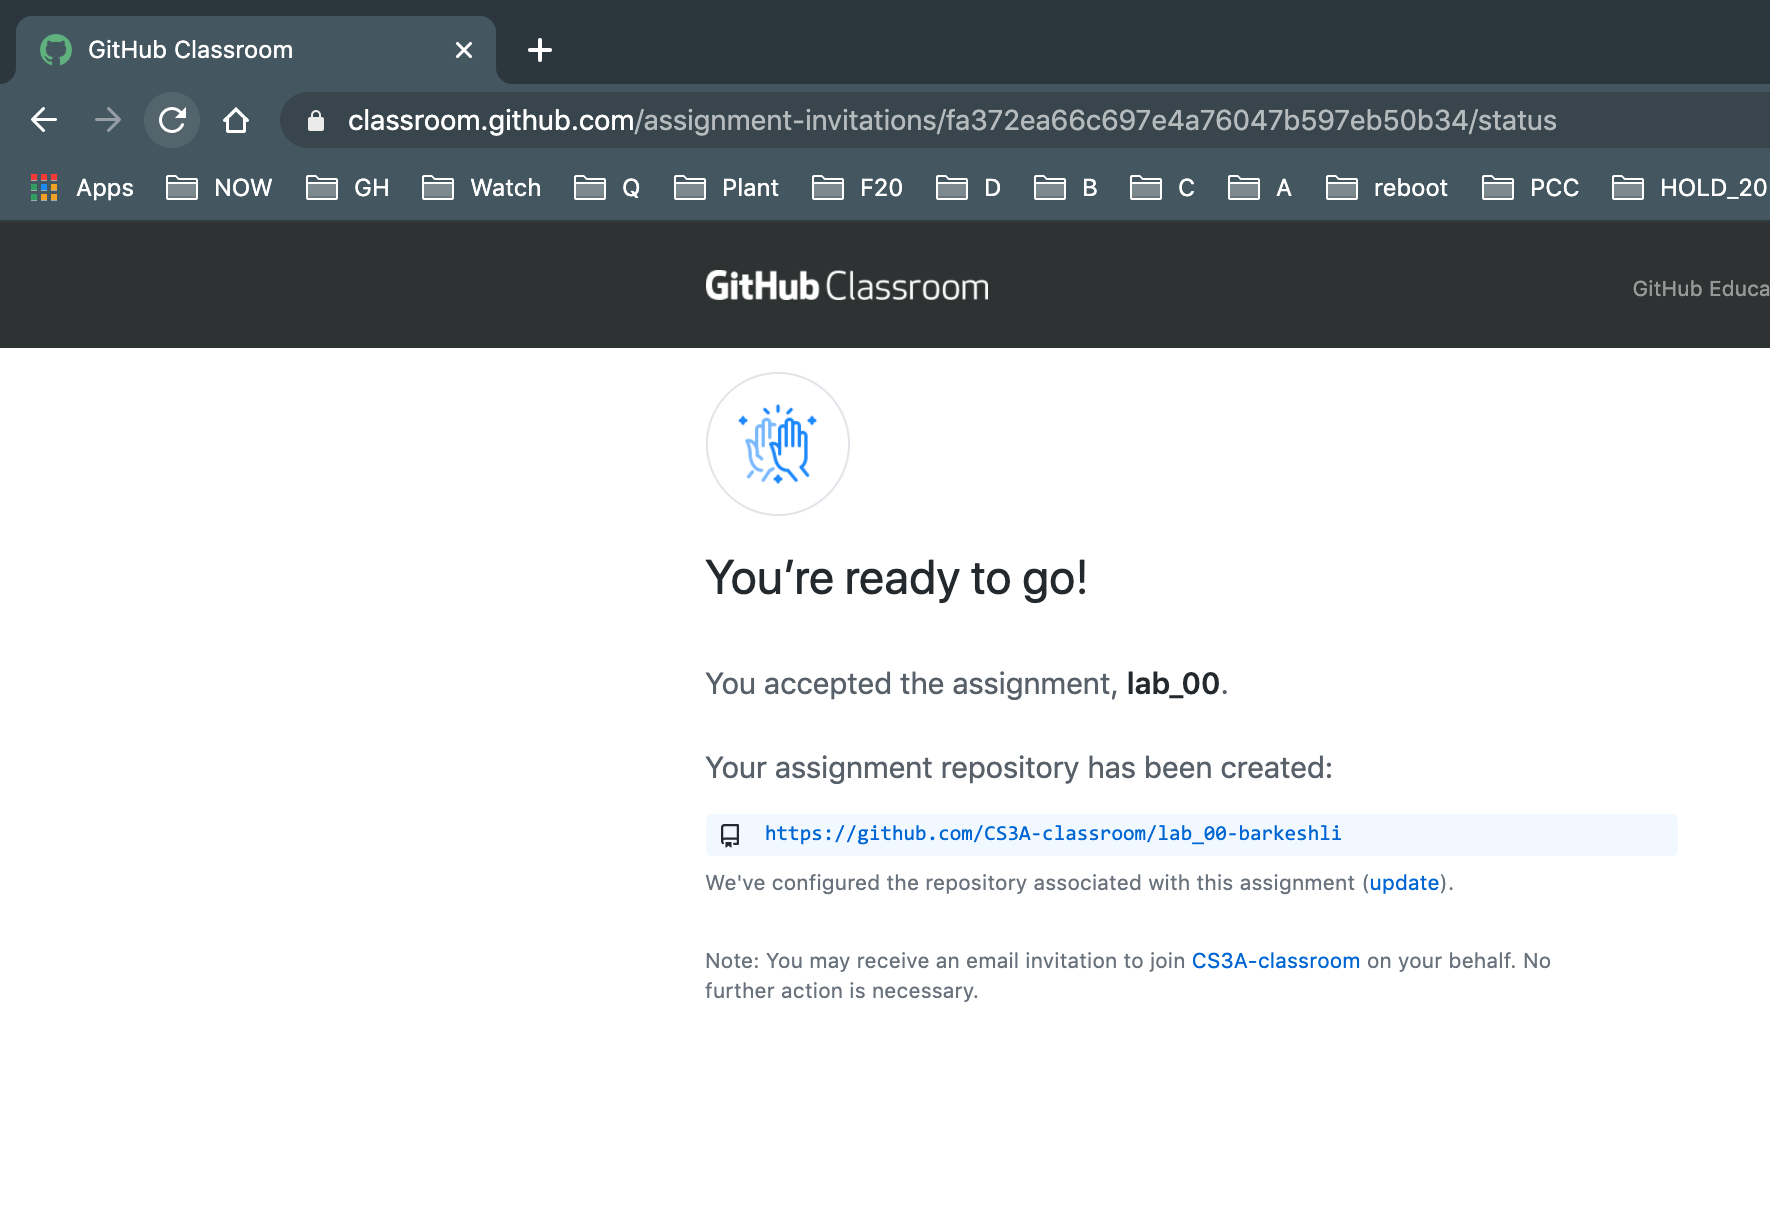 GitHub Classroom
classroom.github.com/assignment-invitations/fa372ea66c697e4a76047b597eb50b34/status
Apps NOW GH Watch Q Plant F20 D B C A reboot PCC HOLD_20
GitHub Classroom
GitHub Educa
You’re ready to go!
You accepted the assignment, lab_00.
Your assignment repository has been created:
https://github.com/CS3A-classroom/lab_00-barkeshli
We've configured the repository associated with this assignment (update).
Note: You may receive an email invitation to join CS3A-classroom on your behalf. No
further action is necessary.